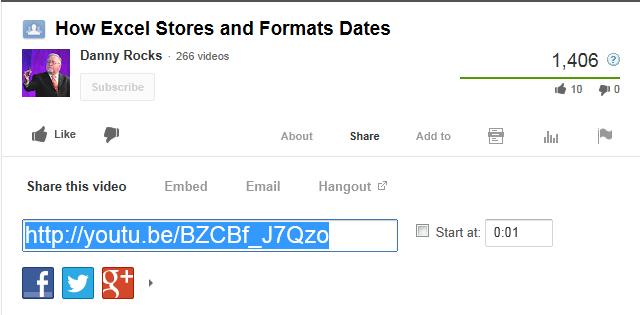 How Excel Stores and Formats Dates
Danny Rocks · 266 videos
Subscribe
1,406 ?
10 0
Like
About Share Add to
Share this video Embed Email Hangout
http://youtu.be/BZCBf_J7Qzo
Start at: 0:01
f g+